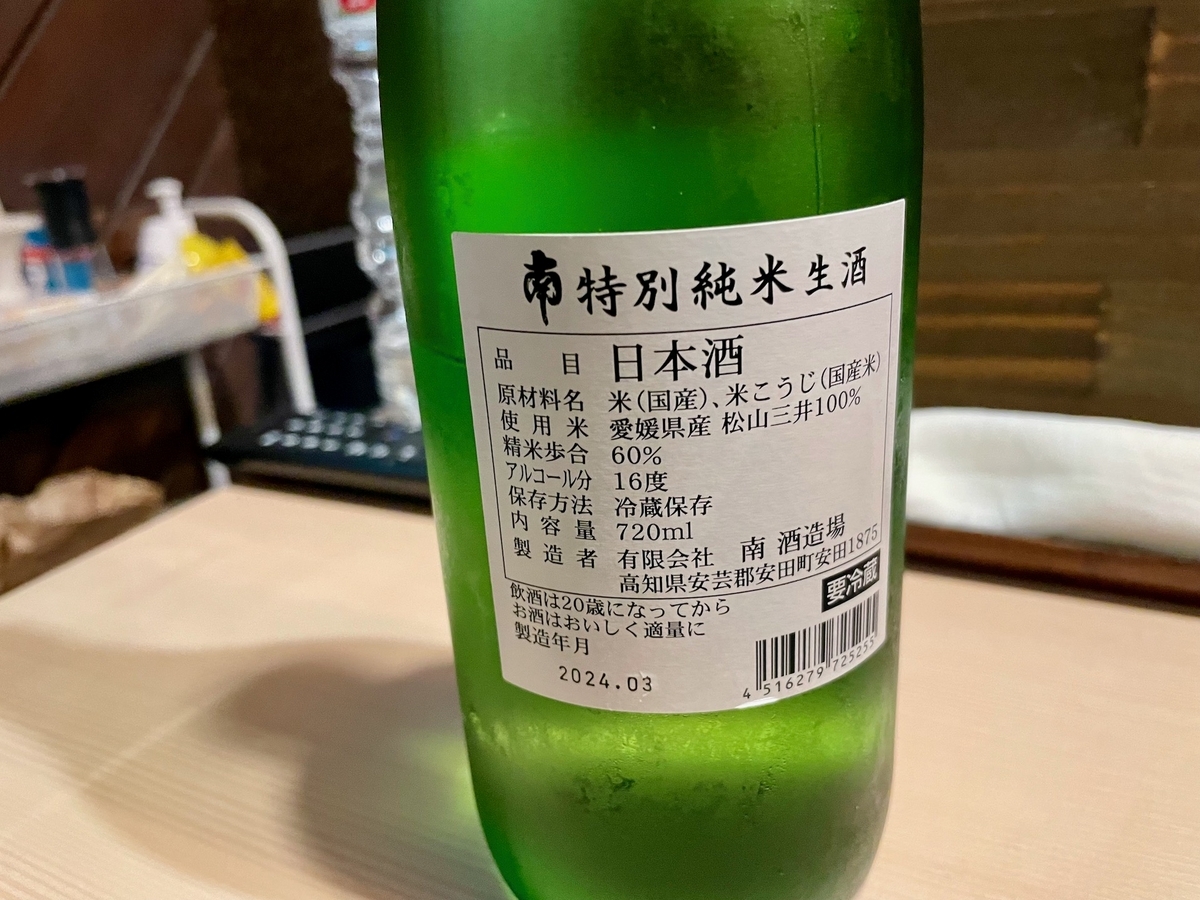 南 特別純米生酒
品目 日本酒
原材料名 米(国産)、米こうじ(国産米)
使用米 愛媛県産 松山三井100%
精米歩合 60%
アルコール分 16度
保存方法 冷蔵保存
内容量 720ml
製造者 有限会社 南 酒造場
高知県安芸郡安田町安田1875
要冷蔵
飲酒は20歳になってから
お酒はおいしく適量に
製造年月
2024.03
4 516279 725255